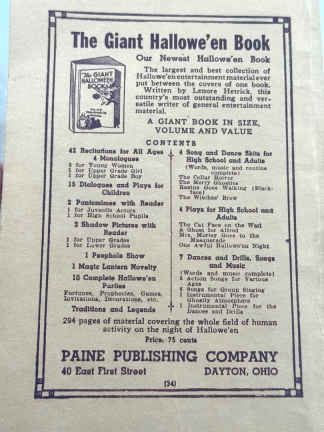 The Giant Hallowe'en Book
The
GIANT
HALLOWE'EN
BOOK
Our Newest Hallowe'en Book
The largest and best collection of
Hallowe'en entertainment material ever
put between the covers of one book.
Written by Lenore Hetrick, this
country's most outstanding and ver-
satile writer of general entertainment
material.
A GIANT BOOK IN SIZE,
VOLUME AND VALUE
CONTENTS
42 Recitations for All Ages
4 Monologues
2 for Young Women
1 for Upper Grade Girl
1 for Upper Grade Boy
15 Dialogues and Plays for
Children
2 Pantomimes with Reader
1 for Juvenile Actors
1 for High School Pupils
2 Shadow Pictures with
Reader
1 for Upper Grades
1 for Lower Grades
1 Peephole Show
1 Magic Lantern Novelty
10 Complete Hallowe'en
Parties
Fortunes, Prophecies, Games,
Invitations, Decorations, etc.
Traditions and Legends
4 Song and Dance Skits for
High School and Adults
(Words, music and routine
complete)
The Cellar Horror
The Merry Ghosties
Rastus Goes Walking (Black-
face)
The Witches' Brew
4 Plays for High School and
Adults
The Cat Fuss on the Wall
A Ghost for Alfred
Mrs. Morley Goes to the
Masquerade
One Awful Hallowe'en Night
7 Dances and Drills, Songs
and Music
(Words and music complete)
4 Action Songs for Various
Ages
4 Songs for Group Singing
1 Instrumental Piece for
Ghostly Atmosphere
1 Instrumental Piece for the
Dances and Drills
294 pages of material covering the whole field of human
activity on the night of Hallowe'en
Price, 75 cents
PAINE PUBLISHING COMPANY
40 East First Street
DAYTON, OHIO
(34)